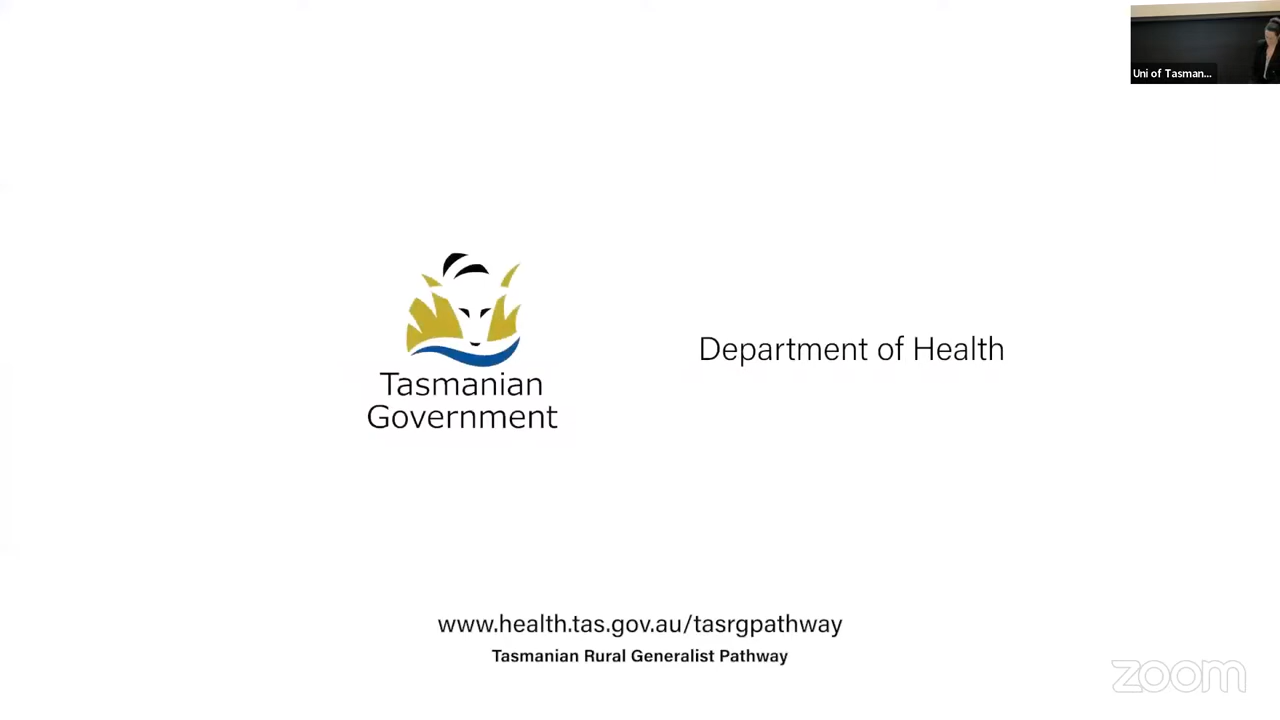 Uni of Tasman...
Tasmanian
Government
Department of Health
www.health.tas.gov.au/tasrgpathway
Tasmanian Rural Generalist Pathway
zoom